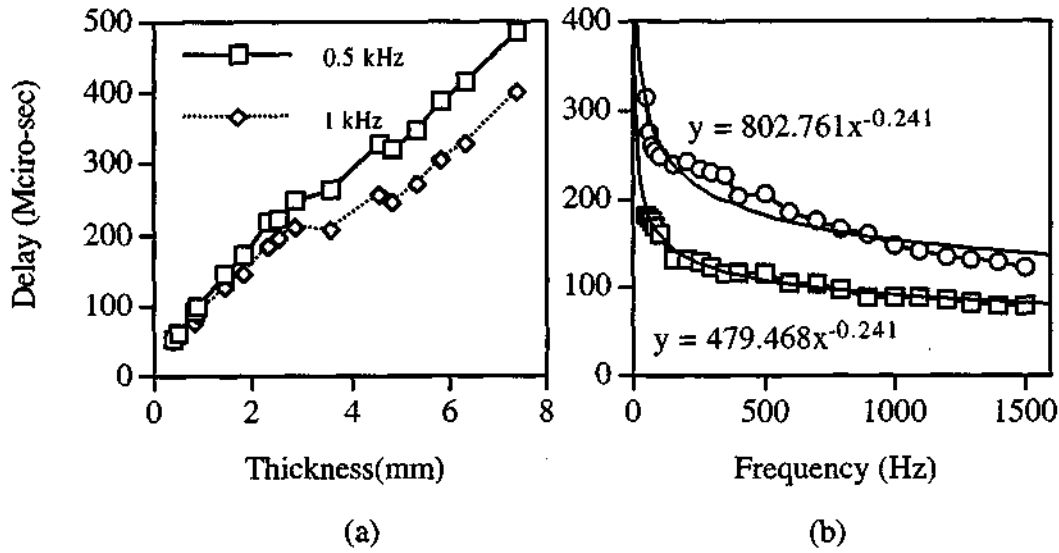 (a)
(b)
500
400
300
200
100
0
Delay (Mciro-sec)
0.5 kHz
1 kHz
0 2 4 6 8
Thickness(mm)
400
300
200
100
0
y = 802.761x^-0.241
y = 479.468x^-0.241
0 500 1000 1500
Frequency (Hz)
(a)
(b)